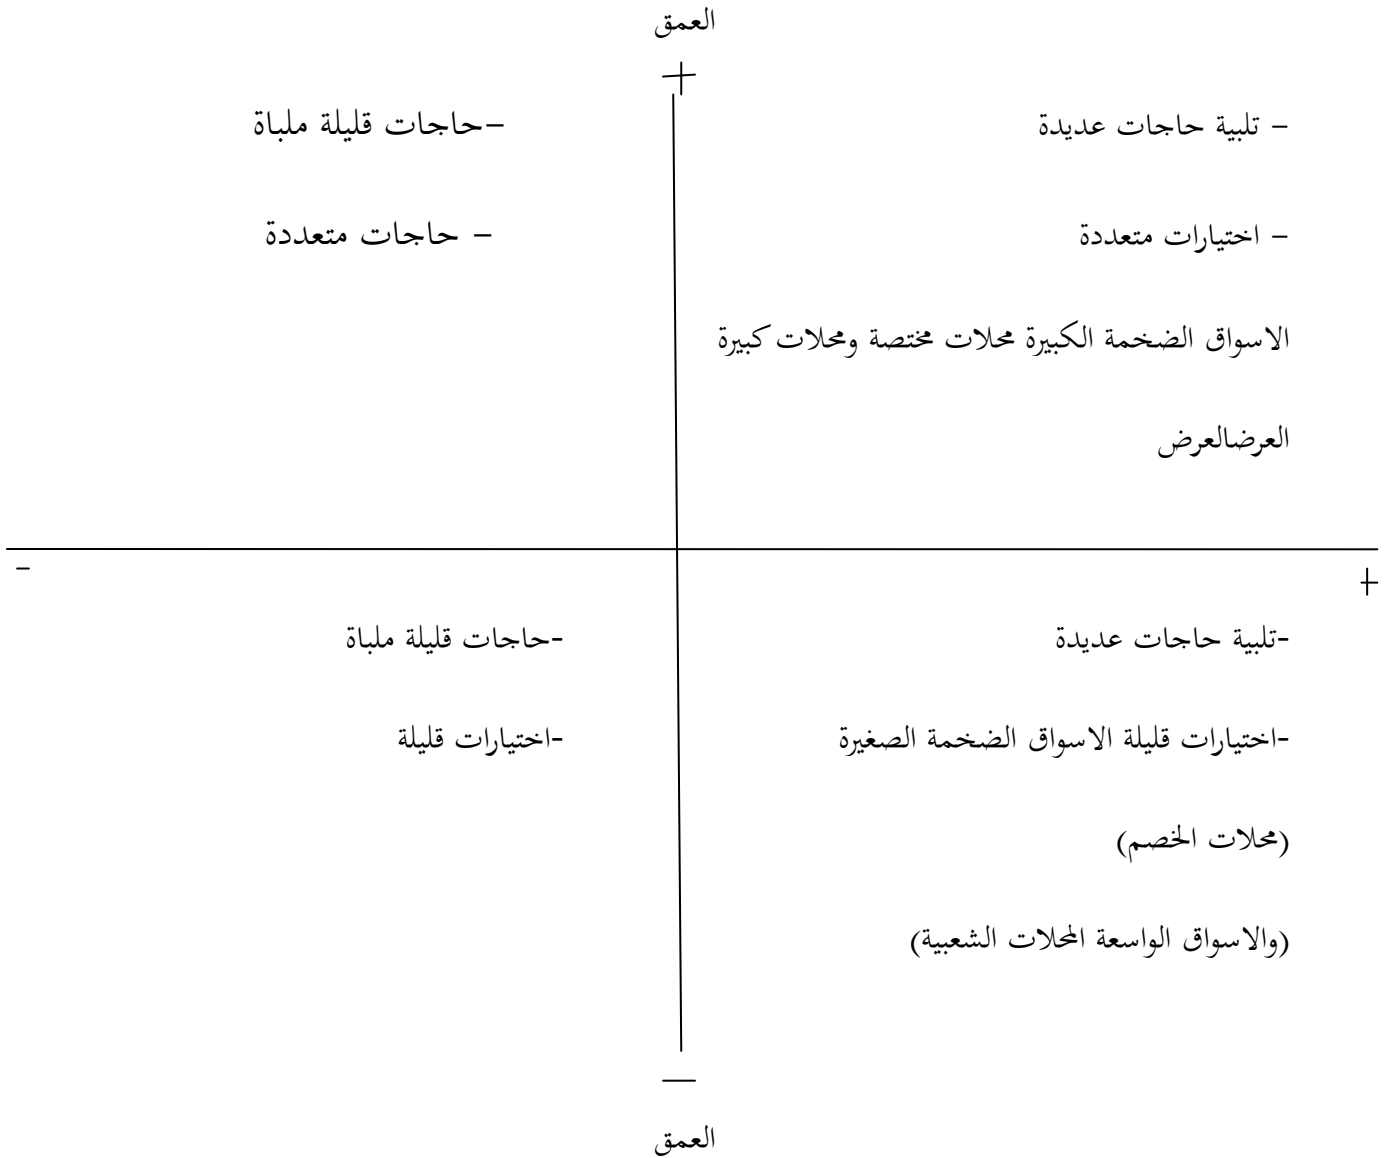 العمق
+
– تلبية حاجات عديدة
–حاجات قليلة ملباة
– اختيارات متعددة
– حاجات متعددة
الاسواق الضخمة الكبيرة محلات مختصة ومحلات كبيرة
العرضالعرض
+
-
-تلبية حاجات عديدة
-حاجات قليلة ملباة
-اختيارات قليلة الاسواق الضخمة الصغيرة
-اختيارات قليلة
(محلات الخصم)
(والاسواق الواسعة المحلات الشعبية)
—
العمق